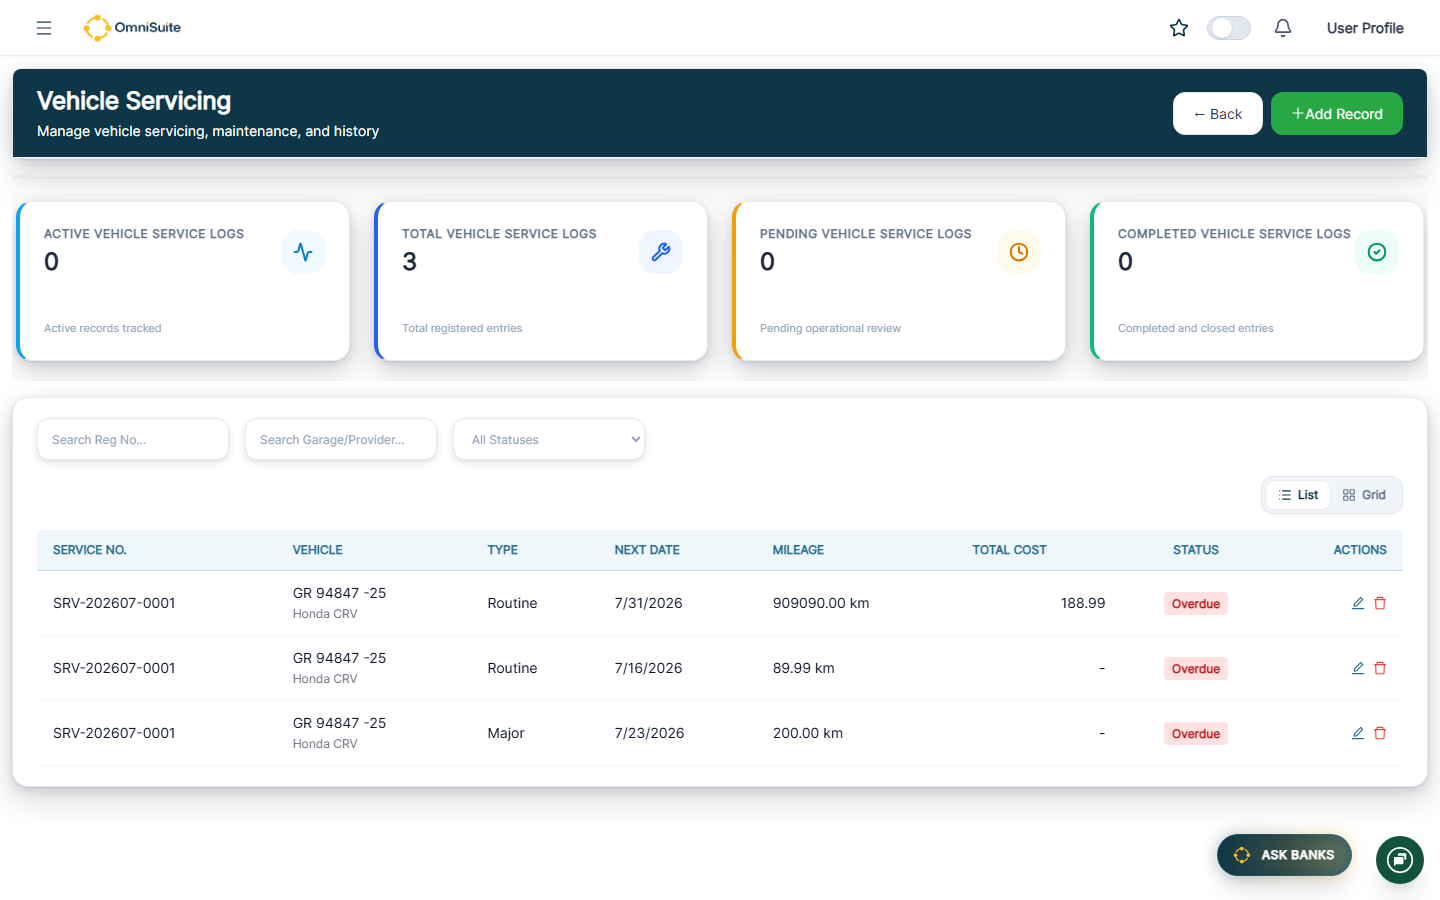 OmniSuite
User Profile
Vehicle Servicing
Manage vehicle servicing, maintenance, and history
← Back
+Add Record
ACTIVE VEHICLE SERVICE LOGS
0
Active records tracked
TOTAL VEHICLE SERVICE LOGS
3
Total registered entries
PENDING VEHICLE SERVICE LOGS
0
Pending operational review
COMPLETED VEHICLE SERVICE LOGS
0
Completed and closed entries
Search Reg No...
Search Garage/Provider...
All Statuses
List
Grid
SERVICE NO. VEHICLE TYPE NEXT DATE MILEAGE TOTAL COST STATUS ACTIONS
SRV-202607-0001 GR 94847 -25 Routine 7/31/2026 909090.00 km 188.99 Overdue
Honda CRV
SRV-202607-0001 GR 94847 -25 Routine 7/16/2026 89.99 km - Overdue
Honda CRV
SRV-202607-0001 GR 94847 -25 Major 7/23/2026 200.00 km - Overdue
Honda CRV
ASK BANKS